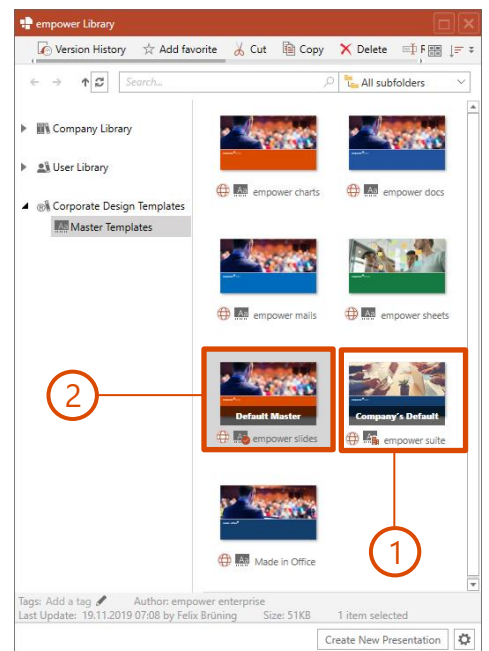 empower Library
Version History Add favorite Cut Copy Delete
Search... All subfolders
Company Library
User Library
Corporate Design Templates
Master Templates
empower charts empower docs
empower mails empower sheets
Default Master Company's Default
empower slides empower suite
2
1
Made in Office
Tags: Add a tag Author: empower enterprise
Last Update: 19.11.2019 07:08 by Felix Brüning Size: 51KB 1 item selected
Create New Presentation